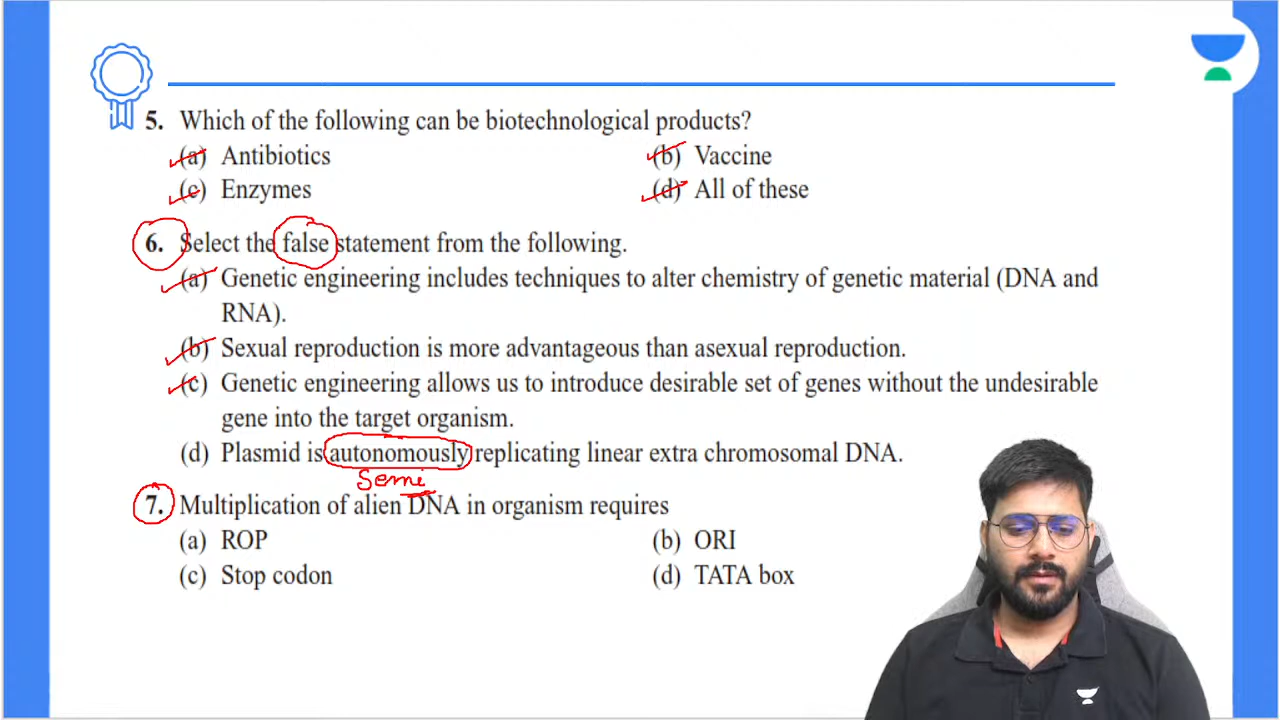 5. Which of the following can be biotechnological products?
(a) Antibiotics (b) Vaccine
(c) Enzymes (d) All of these
6. Select the false statement from the following.
(a) Genetic engineering includes techniques to alter chemistry of genetic material (DNA and
RNA).
(b) Sexual reproduction is more advantageous than asexual reproduction.
(c) Genetic engineering allows us to introduce desirable set of genes without the undesirable
gene into the target organism.
(d) Plasmid is autonomously replicating linear extra chromosomal DNA.
Semi
7. Multiplication of alien DNA in organism requires
(a) ROP (b) ORI
(c) Stop codon (d) TATA box